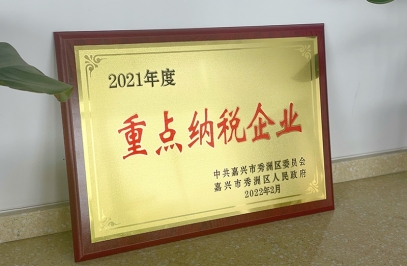 2021年度
重点纳税企业
中共嘉兴市秀洲区委员会
嘉兴市秀洲区人民政府
2022年2月